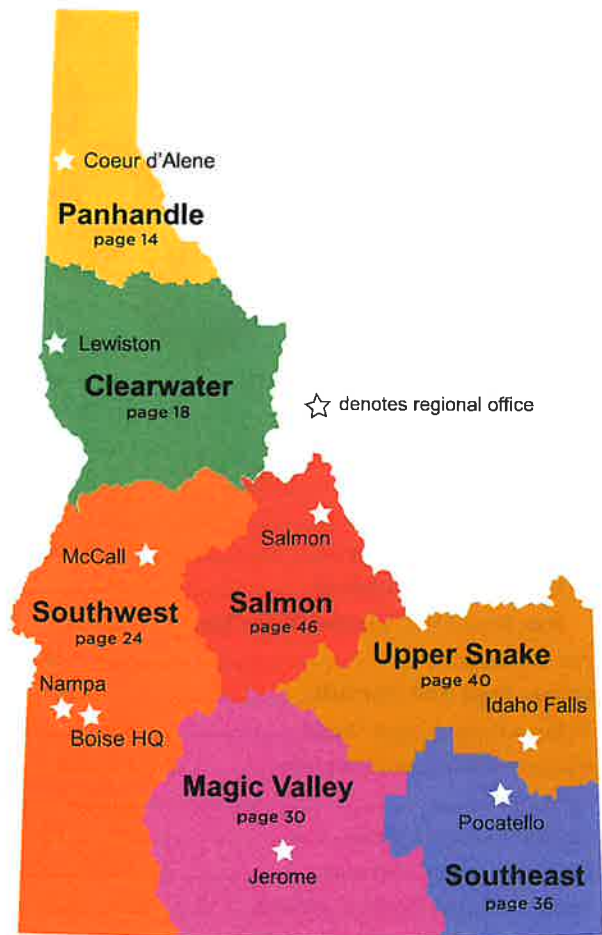 Coeur d'Alene
Panhandle
page 14
Lewiston
Clearwater
page 18
denotes regional office
Salmon
McCall
Southwest
page 24
Salmon
page 46
Upper Snake
page 40
Nampa
Idaho Falls
Boise HQ
Magic Valley
page 30
Pocatello
Jerome
Southeast
page 36